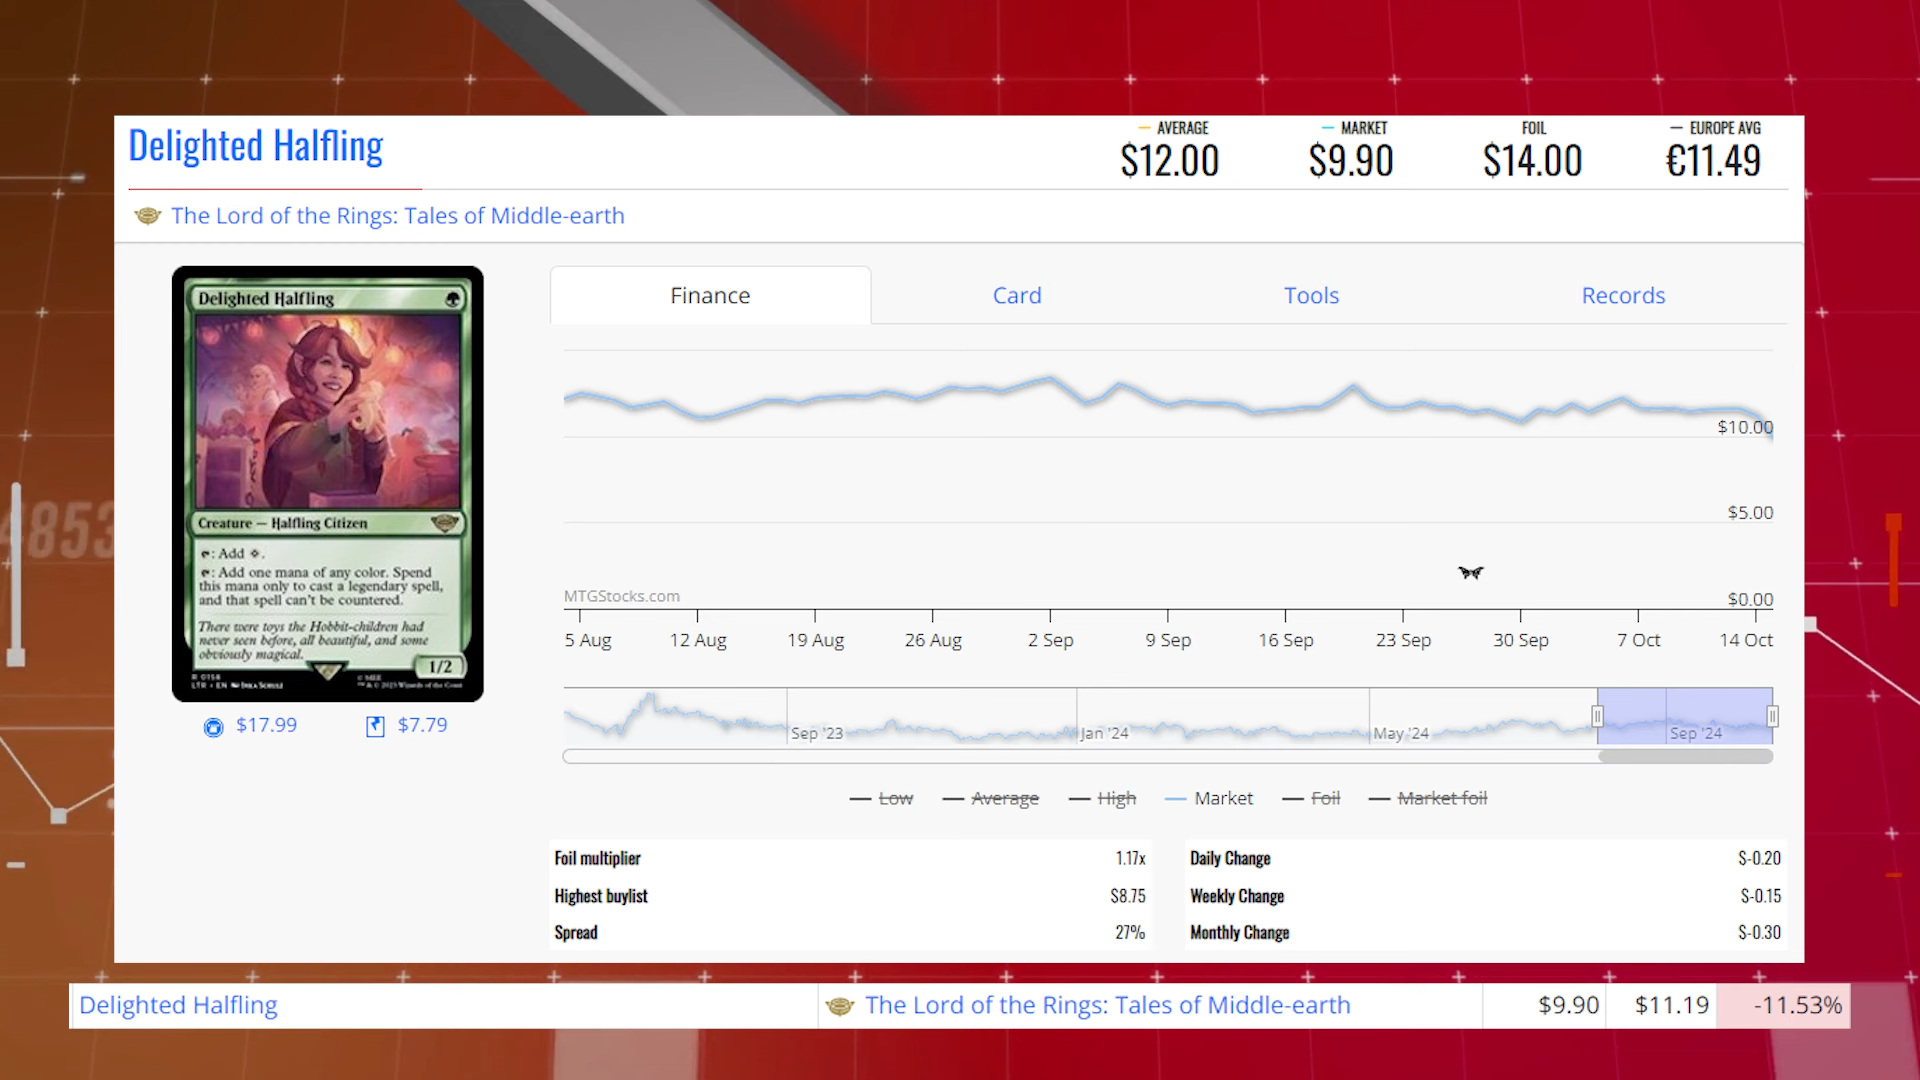 Delighted Halfling
AVERAGE
$12.00
MARKET
$9.90
FOIL
$14.00
EUROPE AVG
€11.49
The Lord of the Rings: Tales of Middle-earth
Delighted Halfling
Creature — Halfling Citizen
: Add .
: Add one mana of any color. Spend
this mana only to cast a legendary spell,
and that spell can't be countered.
There were toys the Hobbit-children had
never seen before, all beautiful, and some
obviously magical.
1/2
R 0158
LTR • EN
$17.99
$7.79
Finance
Card
Tools
Records
$10.00
$5.00
$0.00
MTGStocks.com
5 Aug 12 Aug 19 Aug 26 Aug 2 Sep 9 Sep 16 Sep 23 Sep 30 Sep 7 Oct 14 Oct
Sep '23 Jan '24 May '24 Sep '24
Low Average High Market Foil Market foil
Foil multiplier 1.17x
Highest buylist $8.75
Spread 27%
Daily Change $-0.20
Weekly Change $-0.15
Monthly Change $-0.30
4853
Delighted Halfling The Lord of the Rings: Tales of Middle-earth $9.90 $11.19 -11.53%